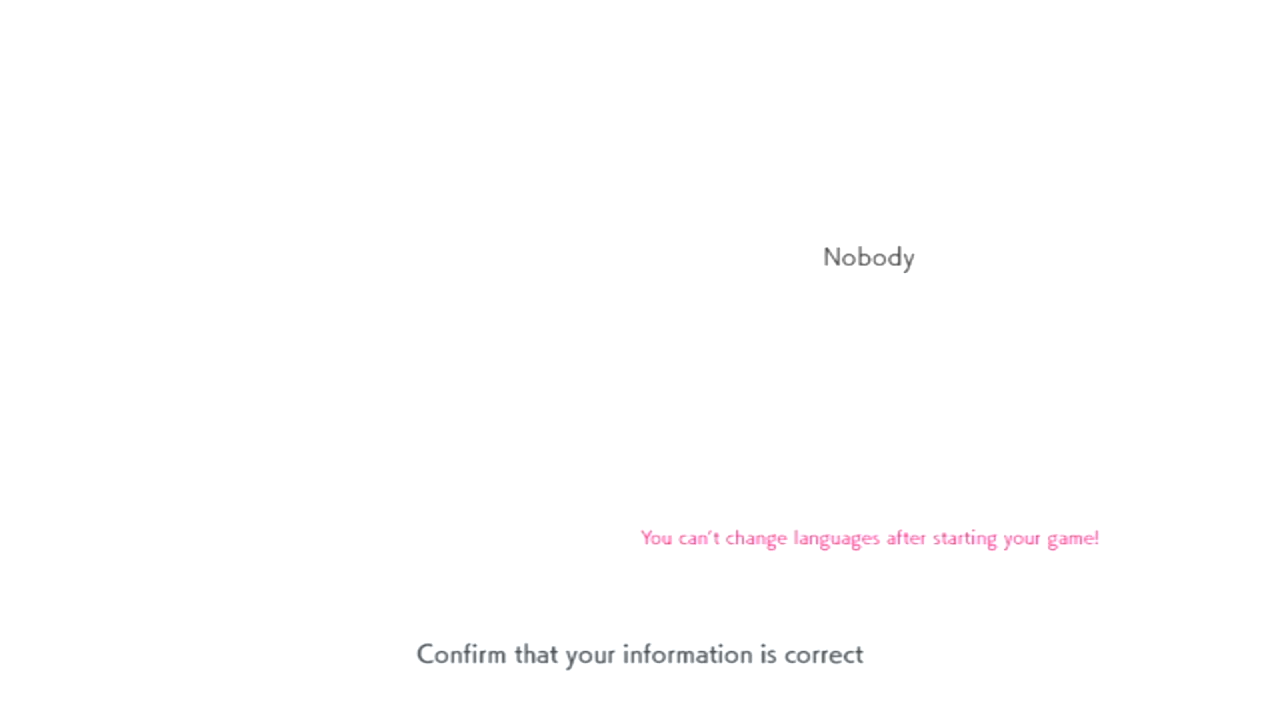 Nobody
You can't change languages after starting your game!
Confirm that your information is correct